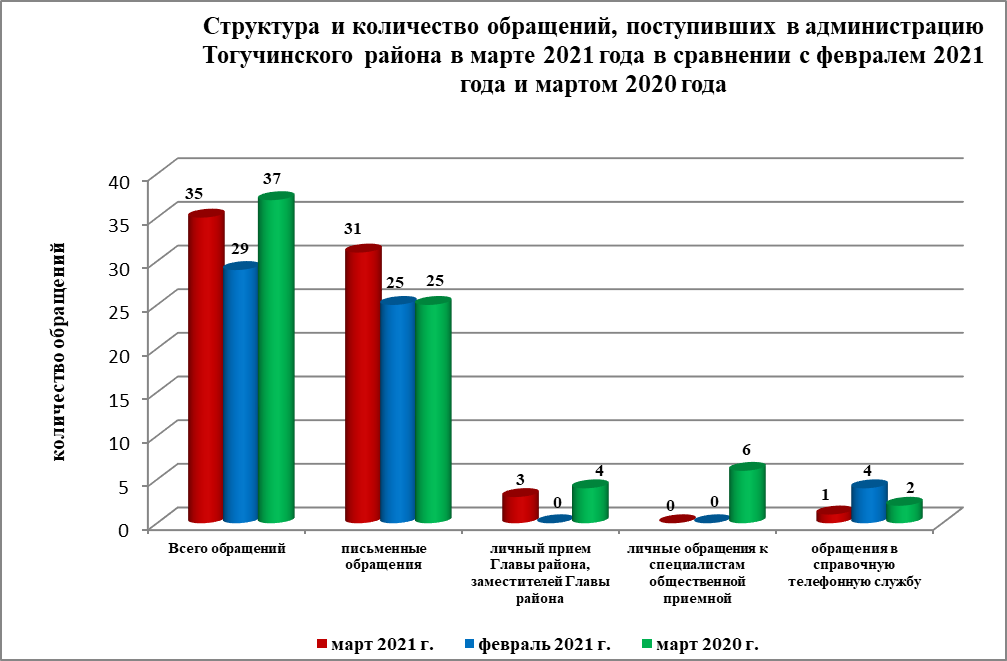 Структура и количество обращений, поступивших в администрацию
Тогучинского района в марте 2021 года в сравнении с февралем 2021
года и мартом 2020 года
количество обращений
40
35
30
25
20
15
10
5
0
35
29
37
31
25
25
3
0
4
0
0
6
1
4
2
Всего обращений
письменные
обращения
личный прием
Главы района,
заместителей Главы
района
личные обращения к
специалистам
общественной
приемной
обращения в
справочную
телефонную службу
март 2021 г.
февраль 2021 г.
март 2020 г.